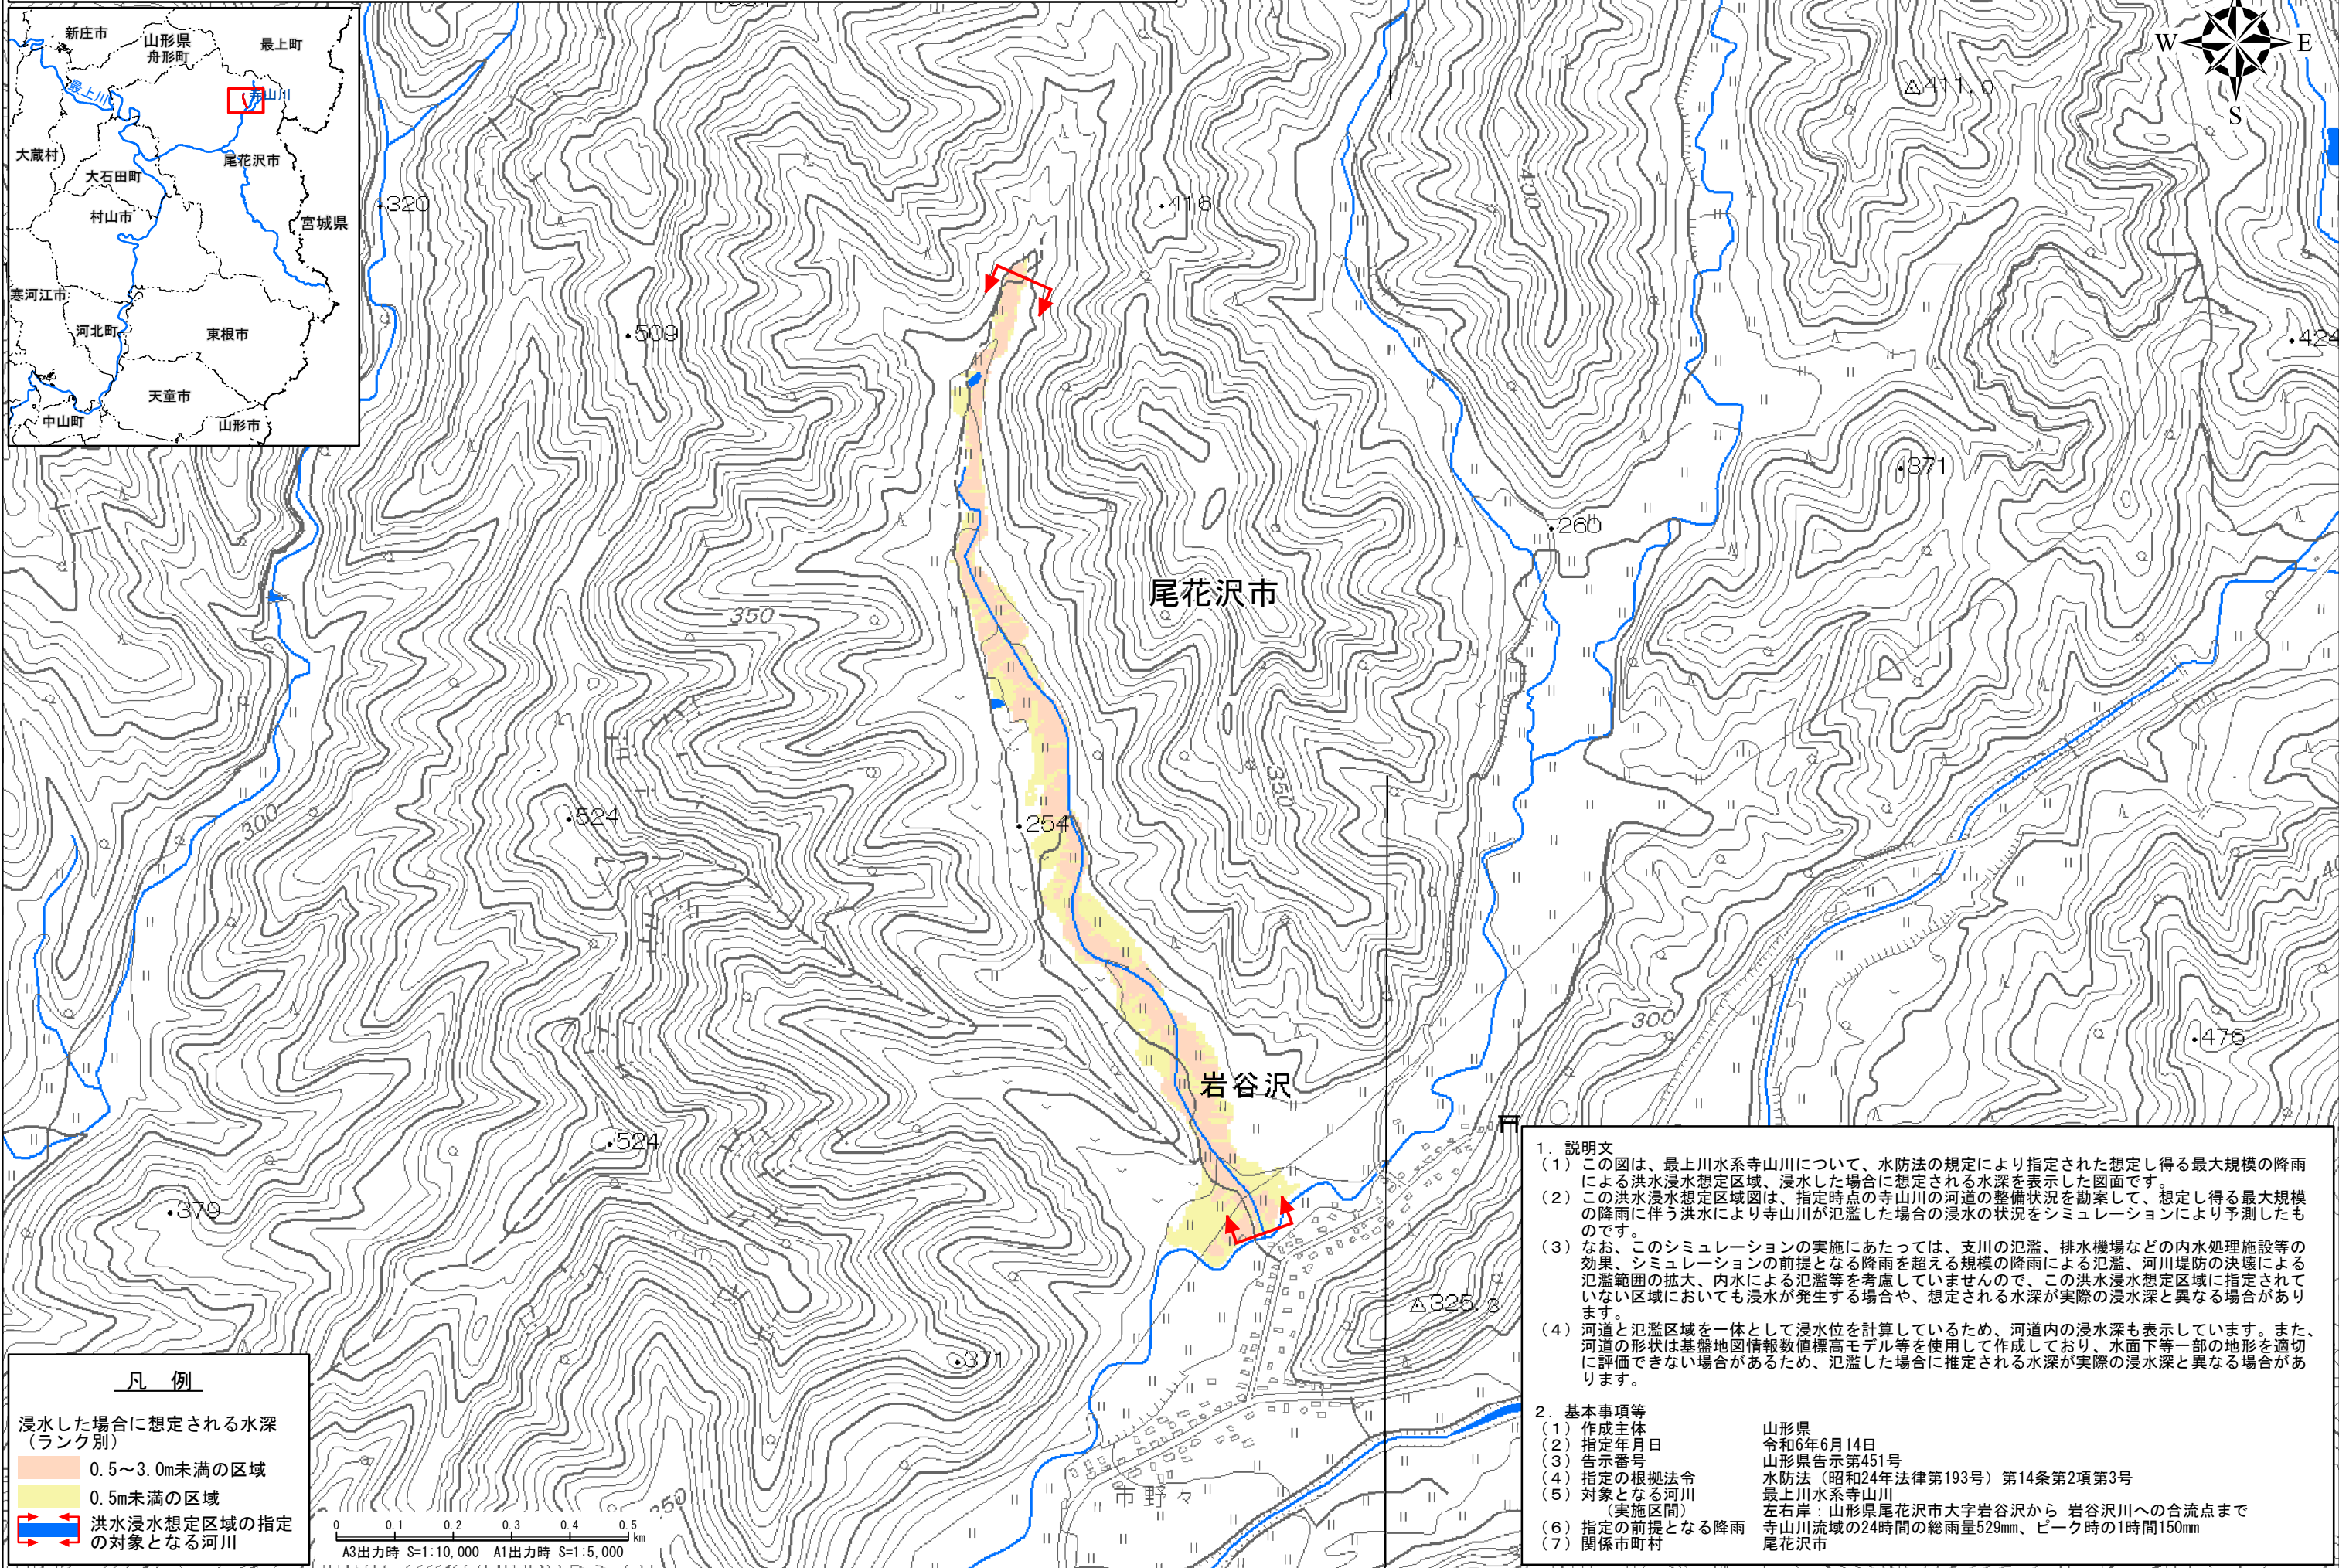 新庄市
山形県
舟形町
最上町
最上川
寺山川
大蔵村
大石田町
尾花沢市
村山市
宮城県
寒河江市
河北町
東根市
天童市
中山町
山形市
W
E
S
411.0
320
416
400
509
424
371
260
尾花沢市
350
350
524
254
300
岩谷沢
300
476
524
379
325.3
371
市野々
350
凡 例
浸水した場合に想定される水深
（ランク別）
0.5～3.0m未満の区域
0.5m未満の区域
洪水浸水想定区域の指定
の対象となる河川
0 0.1 0.2 0.3 0.4 0.5
km
A3出力時 S=1:10,000 A1出力時 S=1:5,000
1．説明文
（1）この図は、最上川水系寺山川について、水防法の規定により指定された想定し得る最大規模の降雨
による洪水浸水想定区域、浸水した場合に想定される水深を表示した図面です。
（2）この洪水浸水想定区域図は、指定時点の寺山川の河道の整備状況を勘案して、想定し得る最大規模
の降雨に伴う洪水により寺山川が氾濫した場合の浸水の状況をシミュレーションにより予測したも
のです。
（3）なお、このシミュレーションの実施にあたっては、支川の氾濫、排水機場などの内水処理施設等の
効果、シミュレーションの前提となる降雨を超える規模の降雨による氾濫、河川堤防の決壊による
氾濫範囲の拡大、内水による氾濫等を考慮していませんので、この洪水浸水想定区域に指定されて
いない区域においても浸水が発生する場合や、想定される水深が実際の浸水深と異なる場合があり
ます。
（4）河道と氾濫区域を一体として浸水位を計算しているため、河道内の浸水深も表示しています。また、
河道の形状は基盤地図情報数値標高モデル等を使用して作成しており、水面下等一部の地形を適切
に評価できない場合があるため、氾濫した場合に推定される水深が実際の浸水深と異なる場合があ
ります。
2．基本事項等
（1）作成主体 山形県
（2）指定年月日 令和6年6月14日
（3）告示番号 山形県告示第451号
（4）指定の根拠法令 水防法（昭和24年法律第193号）第14条第2項第3号
（5）対象となる河川 最上川水系寺山川
（実施区間） 左右岸：山形県尾花沢市大字岩谷沢から 岩谷沢川への合流点まで
（6）指定の前提となる降雨 寺山川流域の24時間の総雨量529mm、ピーク時の1時間150mm
（7）関係市町村 尾花沢市